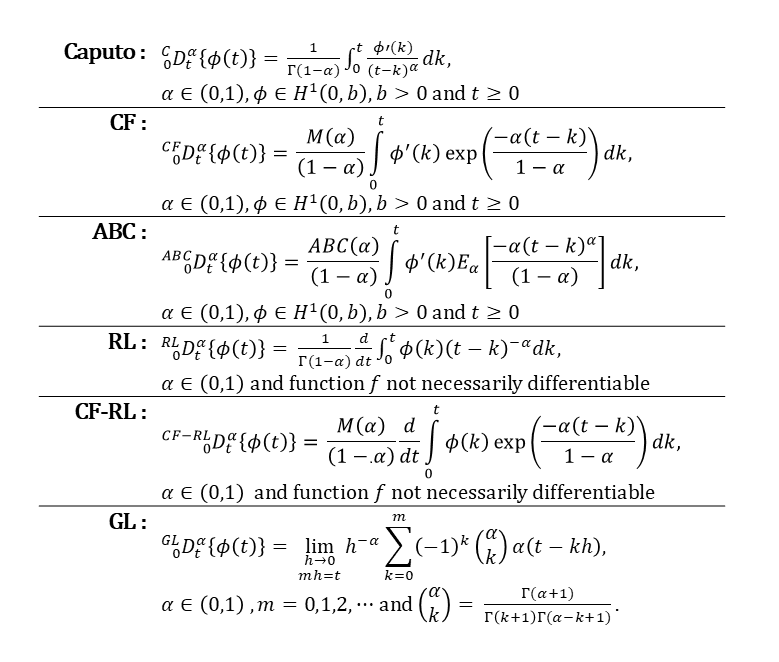 Caputo: ${}^{C}_{0}D^{\alpha}_{t}\{\phi(t)\} = \frac{1}{\Gamma(1-\alpha)} \int_{0}^{t} \frac{\phi\prime(k)}{(t-k)^{\alpha}} dk,$
$\alpha \in (0,1), \phi \in H^{1}(0,b), b > 0$ and $t \geq 0$
CF: ${}^{CF}_{0}D^{\alpha}_{t}\{\phi(t)\} = \frac{M(\alpha)}{(1-\alpha)} \int_{0}^{t} \phi'(k) \exp\left(\frac{-\alpha(t-k)}{1-\alpha}\right) dk,$
$\alpha \in (0,1), \phi \in H^{1}(0,b), b > 0$ and $t \geq 0$
ABC: ${}^{ABC}_{0}D^{\alpha}_{t}\{\phi(t)\} = \frac{ABC(\alpha)}{(1-\alpha)} \int_{0}^{t} \phi'(k) E_{\alpha}\left[\frac{-\alpha(t-k)^{\alpha}}{(1-\alpha)}\right] dk,$
$\alpha \in (0,1), \phi \in H^{1}(0,b), b > 0$ and $t \geq 0$
RL: ${}^{RL}_{0}D^{\alpha}_{t}\{\phi(t)\} = \frac{1}{\Gamma(1-\alpha)} \frac{d}{dt} \int_{0}^{t} \phi(k)(t-k)^{-\alpha} dk,$
$\alpha \in (0,1)$ and function $f$ not necessarily differentiable
CF-RL: ${}^{CF-RL}_{0}D^{\alpha}_{t}\{\phi(t)\} = \frac{M(\alpha)}{(1-.\alpha)} \frac{d}{dt} \int_{0}^{t} \phi(k) \exp\left(\frac{-\alpha(t-k)}{1-\alpha}\right) dk,$
$\alpha \in (0,1)$ and function $f$ not necessarily differentiable
GL: ${}^{GL}_{0}D^{\alpha}_{t}\{\phi(t)\} = \lim_{\substack{h \to 0 \\ mh=t}} h^{-\alpha} \sum_{k=0}^{m} (-1)^{k} \binom{\alpha}{k} \alpha(t-kh),$
$\alpha \in (0,1), m = 0,1,2,\cdots$ and $\binom{\alpha}{k} = \frac{\Gamma(\alpha+1)}{\Gamma(k+1)\Gamma(\alpha-k+1)}.$